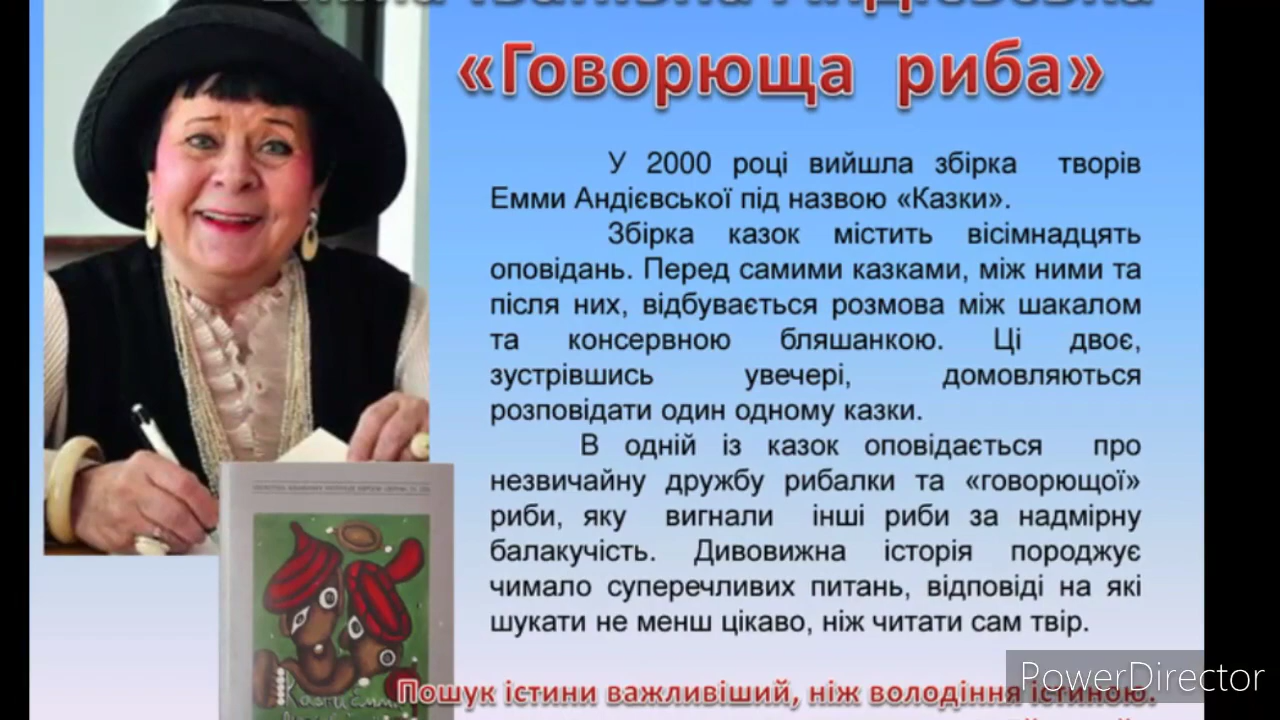 Емма Іванівна Андієвська
«Говорюща риба»
У 2000 році вийшла збірка творів
Емми Андієвської під назвою «Казки».
Збірка казок містить вісімнадцять
оповідань. Перед самими казками, між ними та
після них, відбувається розмова між шакалом
та консервною бляшанкою. Ці двоє,
зустрівшись увечері, домовляються
розповідати один одному казки.
В одній із казок оповідається про
незвичайну дружбу рибалки та «говорющої»
риби, яку вигнали інші риби за надмірну
балакучість. Дивовижна історія породжує
чимало суперечливих питань, відповіді на які
шукати не менш цікаво, ніж читати сам твір.
Пошук істини важливіший, ніж володіння істиною.
PowerDirector